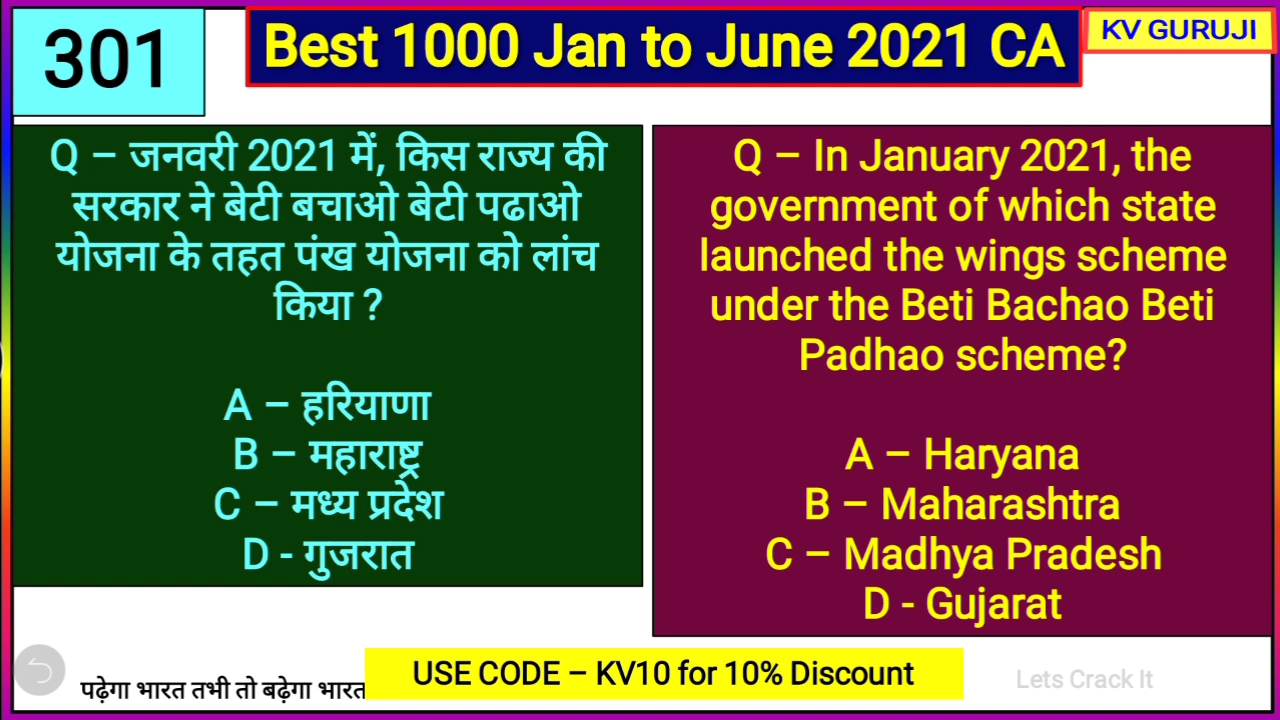 301
Best 1000 Jan to June 2021 CA
KV GURUJI
Q – जनवरी 2021 में, किस राज्य की
सरकार ने बेटी बचाओ बेटी पढाओ
योजना के तहत पंख योजना को लांच
किया ?
A – हरियाणा
B – महाराष्ट्र
C – मध्य प्रदेश
D - गुजरात
Q – In January 2021, the
government of which state
launched the wings scheme
under the Beti Bachao Beti
Padhao scheme?
A – Haryana
B – Maharashtra
C – Madhya Pradesh
D - Gujarat
पढ़ेगा भारत तभी तो बढ़ेगा भारत
USE CODE – KV10 for 10% Discount
Lets Crack It